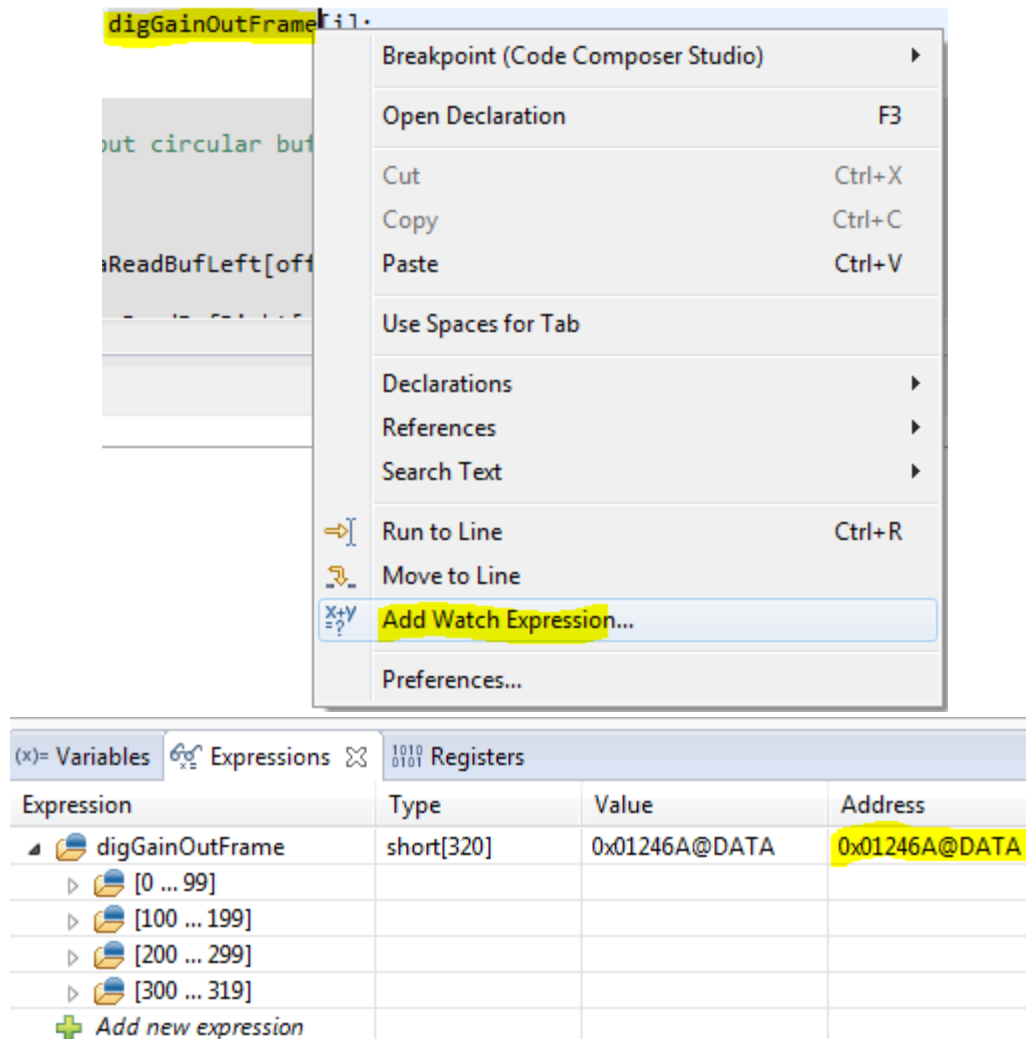 digGainOutFrame[i];
Breakpoint (Code Composer Studio)
Open Declaration F3
out circular buf
Cut Ctrl+X
Copy Ctrl+C
aReadBufLeft[off
Paste Ctrl+V
Use Spaces for Tab
Declarations
References
Search Text
Run to Line Ctrl+R
Move to Line
x+y=? Add Watch Expression...
Preferences...
(x)= Variables Expressions 1010 0101 Registers
Expression Type Value Address
digGainOutFrame short[320] 0x01246A@DATA 0x01246A@DATA
[0 ... 99]
[100 ... 199]
[200 ... 299]
[300 ... 319]
Add new expression